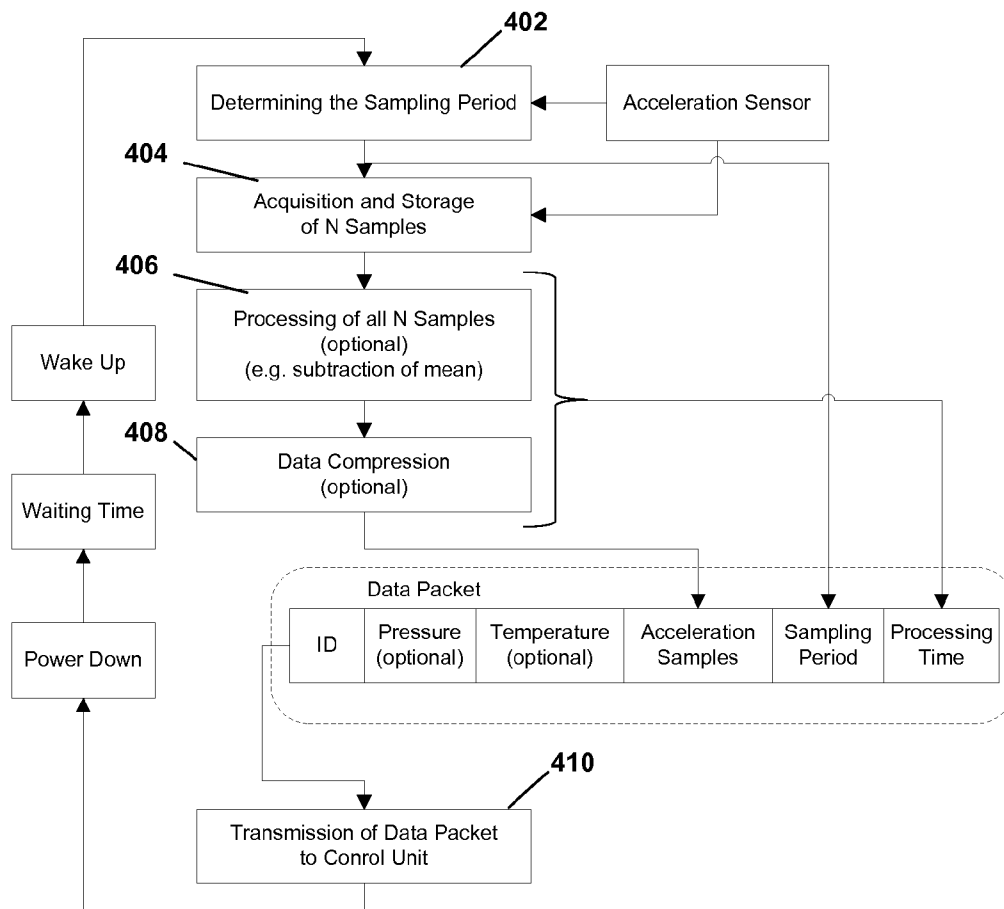 402
Determining the Sampling Period
Acceleration Sensor
404
Acquisition and Storage
of N Samples
406
Processing of all N Samples
(optional)
(e.g. subtraction of mean)
Wake Up
408
Data Compression
(optional)
Waiting Time
Data Packet
ID
Pressure
(optional)
Temperature
(optional)
Acceleration
Samples
Sampling
Period
Processing
Time
Power Down
410
Transmission of Data Packet
to Conrol Unit